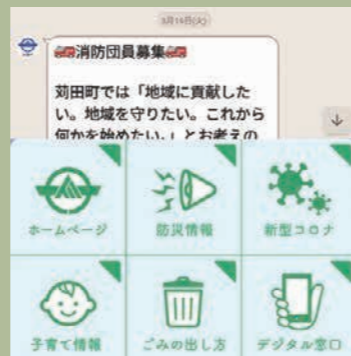 3月14日(火)
🚒消防団員募集🚒
苅田町では「地域に貢献した
い。地域を守りたい。これから
何かを始めたい。」とお考えの
ホームページ
防災情報
新型コロナ
子育て情報
ごみの出し方
デジタル窓口